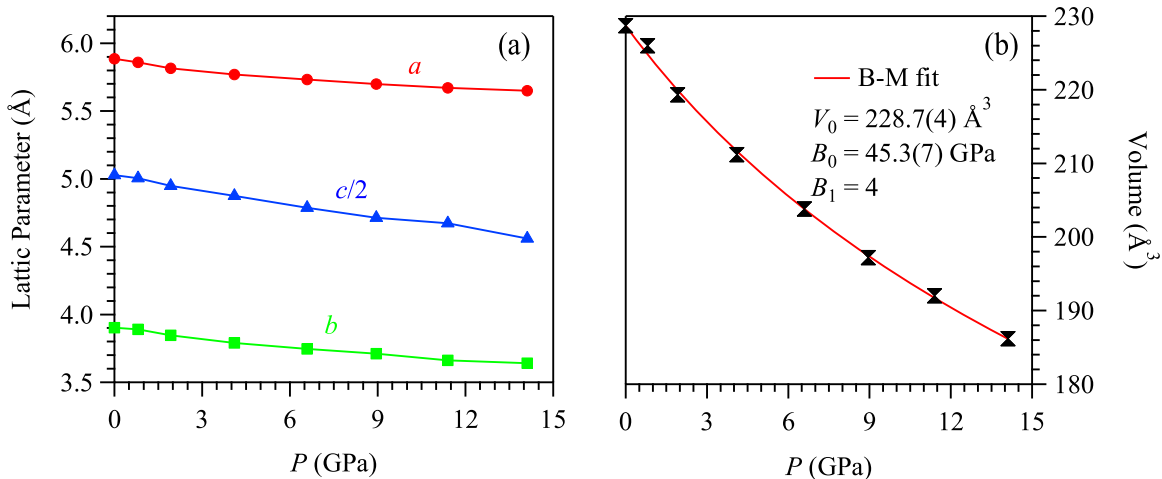 (a)
a
c/2
b
Lattic Parameter (Å)
6.0
5.5
5.0
4.5
4.0
3.5
0 3 6 9 12 15
P (GPa)
(b)
B-M fit
V₀ = 228.7(4) Å³
B₀ = 45.3(7) GPa
B₁ = 4
230
220
210
200
190
180
Volume (Å³)
0 3 6 9 12 15
P (GPa)